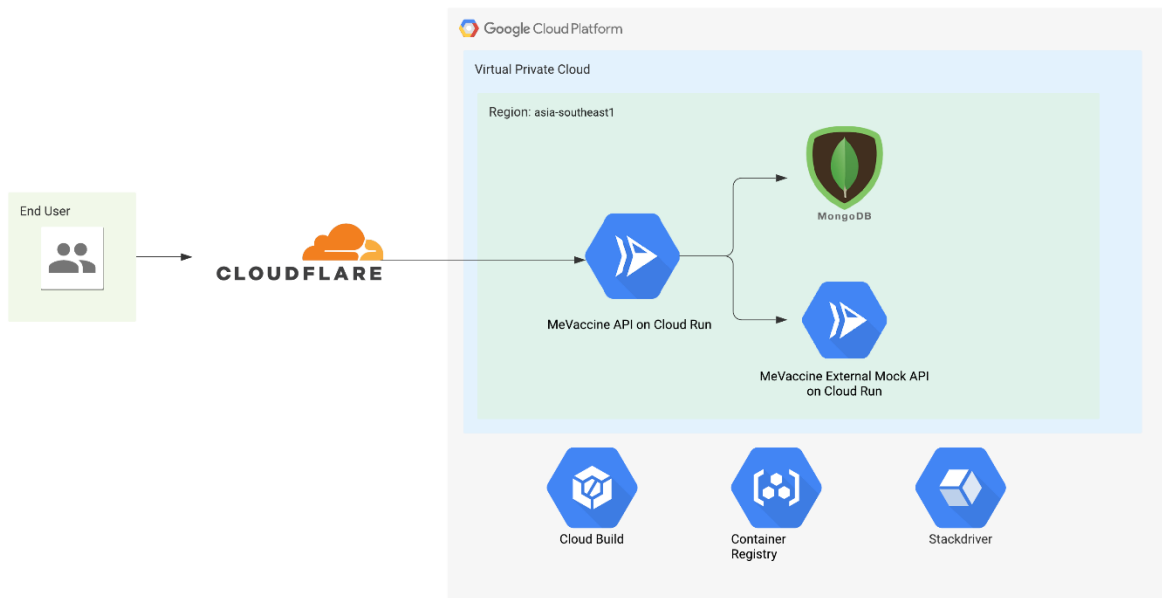 Google Cloud Platform
Virtual Private Cloud
Region: asia-southeast1
MongoDB
End User
CLOUDFLARE
MeVaccine API on Cloud Run
MeVaccine External Mock API
on Cloud Run
Cloud Build
Container
Registry
Stackdriver